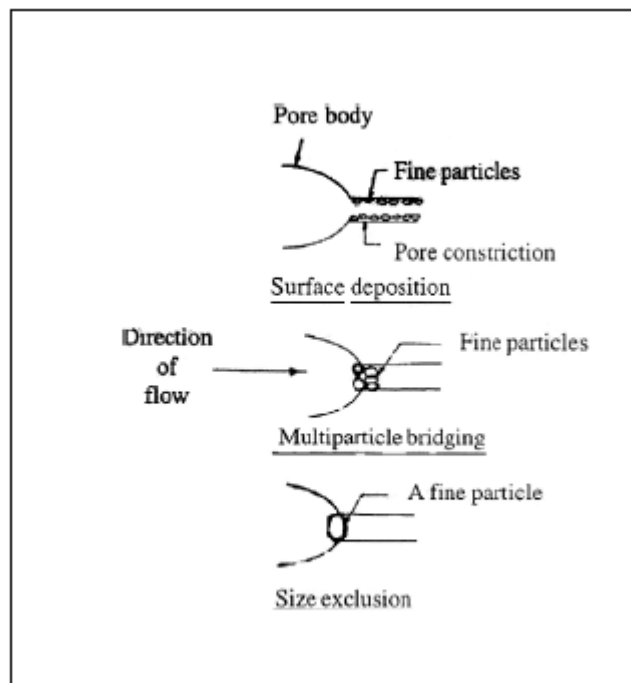 Pore body
Fine particles
Pore constriction
Surface deposition
Direction
of
flow
Fine particles
Multiparticle bridging
A fine particle
Size exclusion